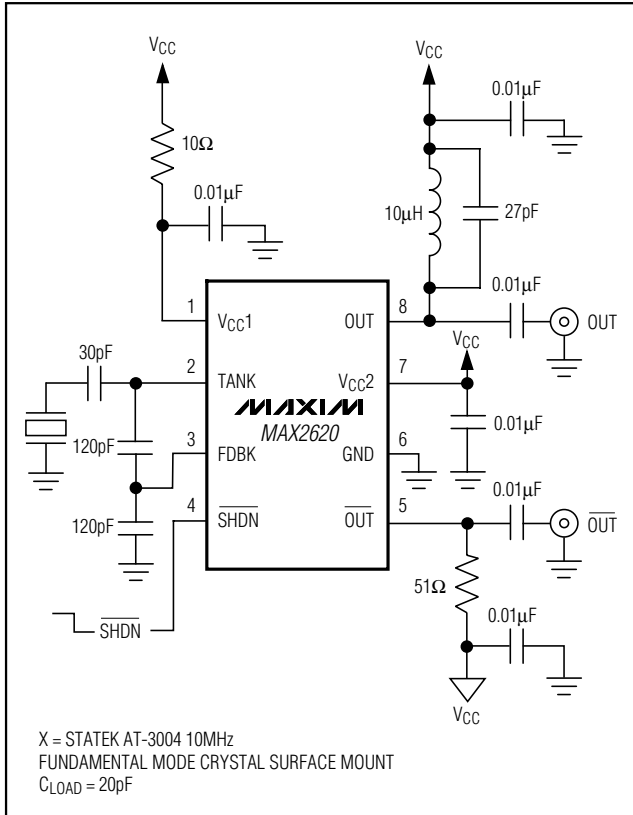 VCC
10Ω
0.01µF
VCC
0.01µF
10µH
27pF
0.01µF
OUT
1
VCC1
OUT
8
VCC
30pF
2
TANK
VCC2
7
MAXIM
MAX2620
0.01µF
120pF
3
FDBK
GND
6
120pF
4
SHDN
OUT
5
0.01µF
OUT
51Ω
0.01µF
SHDN
VCC
X = STATEK AT-3004 10MHz
FUNDAMENTAL MODE CRYSTAL SURFACE MOUNT
CLOAD = 20pF